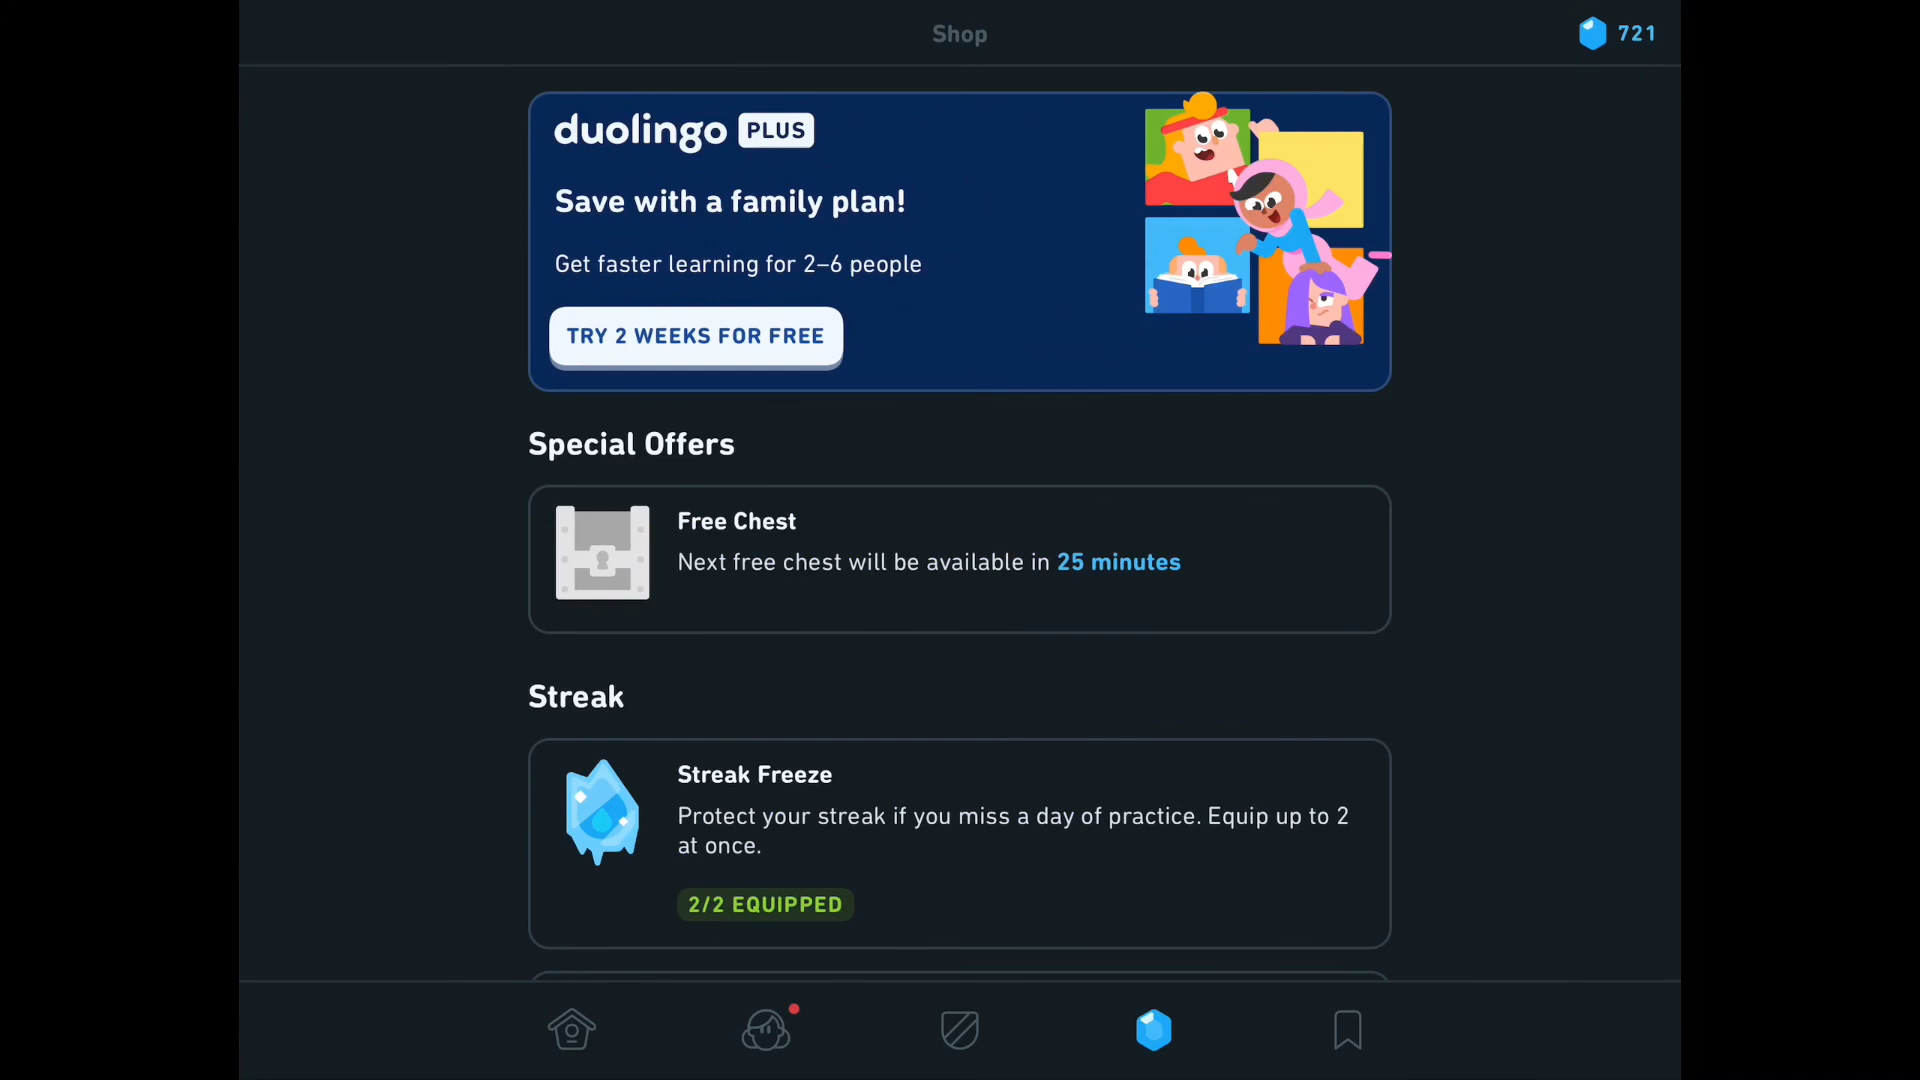 Shop
721
duolingo PLUS
Save with a family plan!
Get faster learning for 2–6 people
TRY 2 WEEKS FOR FREE
Special Offers
Free Chest
Next free chest will be available in 25 minutes
Streak
Streak Freeze
Protect your streak if you miss a day of practice. Equip up to 2
at once.
2/2 EQUIPPED